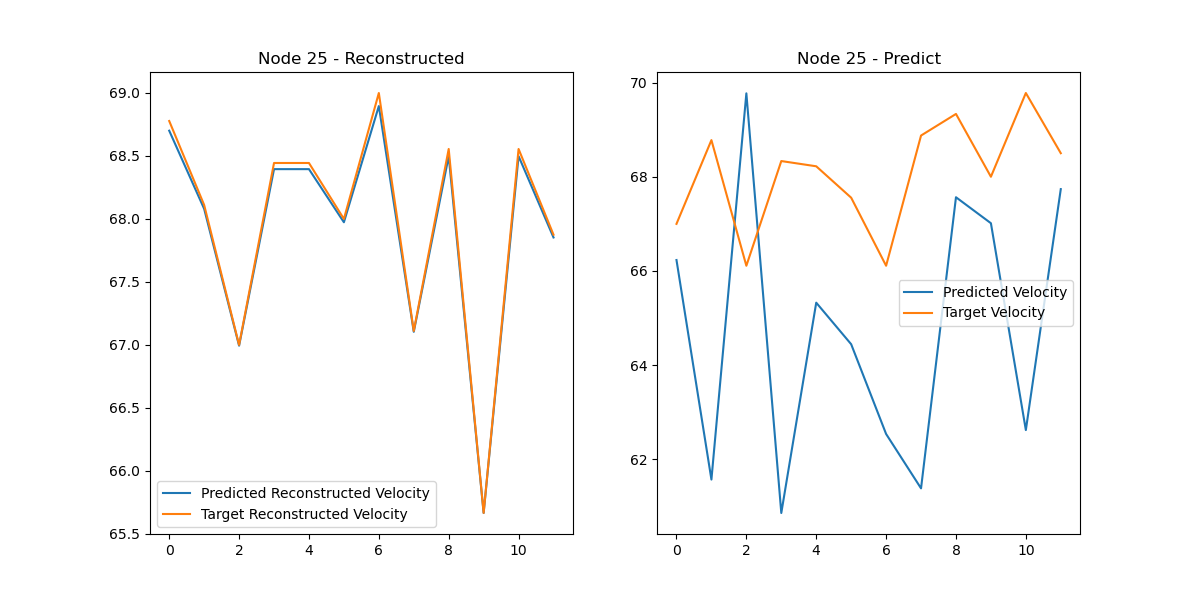 Node 25 - Reconstructed
69.0
68.5
68.0
67.5
67.0
66.5
66.0
65.5
0 2 4 6 8 10
Predicted Reconstructed Velocity
Target Reconstructed Velocity
Node 25 - Predict
70
68
66
64
62
0 2 4 6 8 10
Predicted Velocity
Target Velocity